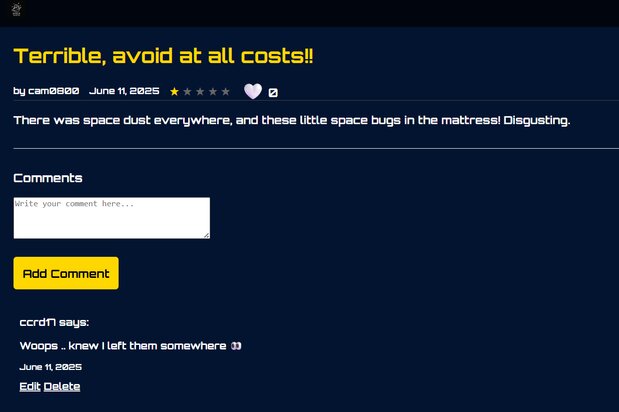 Terrible, avoid at all costs!!
by cam0800 June 11, 2025 ★★★★★ 0
There was space dust everywhere, and these little space bugs in the mattress! Disgusting.
Comments
Write your comment here...
Add Comment
ccrd17 says:
Woops .. knew I left them somewhere 👀
June 11, 2025
Edit Delete